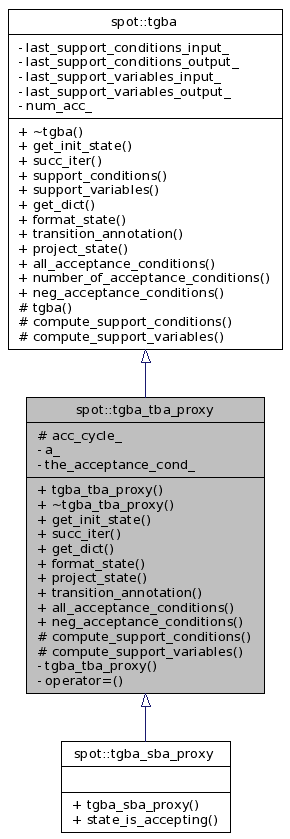 spot::tgba
- last_support_conditions_input_
- last_support_conditions_output_
- last_support_variables_input_
- last_support_variables_output_
- num_acc_
+ ~tgba()
+ get_init_state()
+ succ_iter()
+ support_conditions()
+ support_variables()
+ get_dict()
+ format_state()
+ transition_annotation()
+ project_state()
+ all_acceptance_conditions()
+ number_of_acceptance_conditions()
+ neg_acceptance_conditions()
# tgba()
# compute_support_conditions()
# compute_support_variables()
spot::tgba_tba_proxy
# acc_cycle_
- a_
- the_acceptance_cond_
+ tgba_tba_proxy()
+ ~tgba_tba_proxy()
+ get_init_state()
+ succ_iter()
+ get_dict()
+ format_state()
+ project_state()
+ transition_annotation()
+ all_acceptance_conditions()
+ neg_acceptance_conditions()
# compute_support_conditions()
# compute_support_variables()
- tgba_tba_proxy()
- operator=()
spot::tgba_sba_proxy
+ tgba_sba_proxy()
+ state_is_accepting()